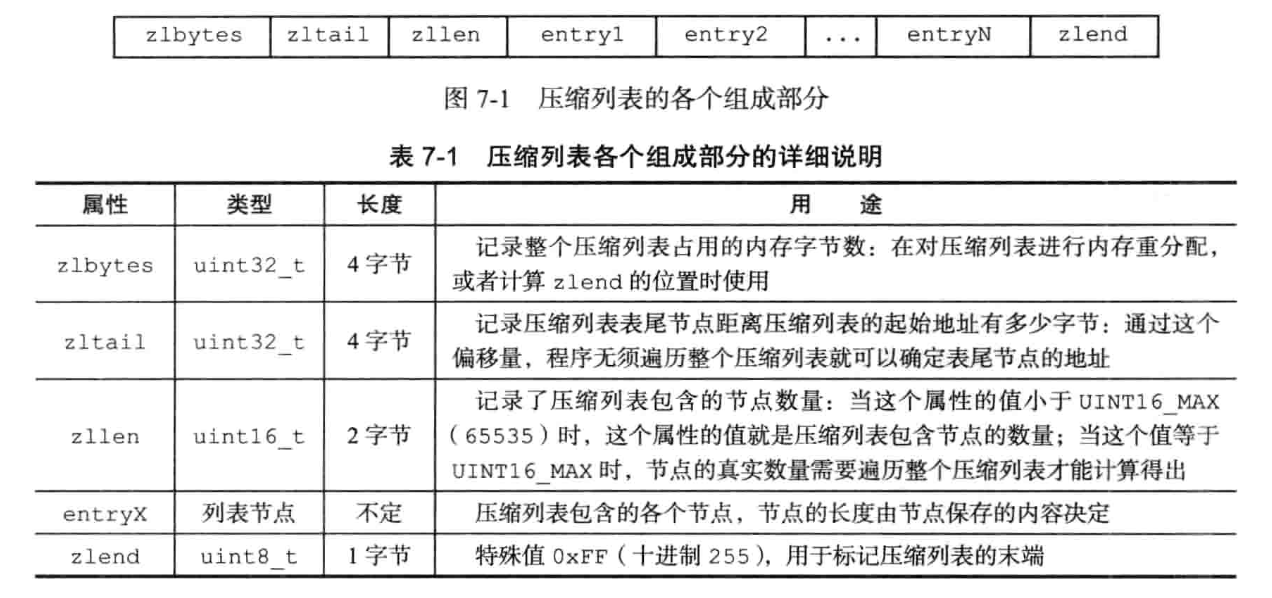 zlbytes zltail zllen entry1 entry2 ... entryN zlend
图 7-1 压缩列表的各个组成部分
表 7-1 压缩列表各个组成部分的详细说明
属性 类型 长度 用 途
zlbytes uint32_t 4 字节 记录整个压缩列表占用的内存字节数：在对压缩列表进行内存重分配，
或者计算 zlend 的位置时使用
zltail uint32_t 4 字节 记录压缩列表表尾节点距离压缩列表的起始地址有多少字节：通过这个
偏移量，程序无须遍历整个压缩列表就可以确定表尾节点的地址
zllen uint16_t 2 字节 记录了压缩列表包含的节点数量：当这个属性的值小于 UINT16_MAX
（65535）时，这个属性的值就是压缩列表包含节点的数量；当这个值等于
UINT16_MAX 时，节点的真实数量需要遍历整个压缩列表才能计算得出
entryX 列表节点 不定 压缩列表包含的各个节点，节点的长度由节点保存的内容决定
zlend uint8_t 1 字节 特殊值 0xFF（十进制 255），用于标记压缩列表的末端